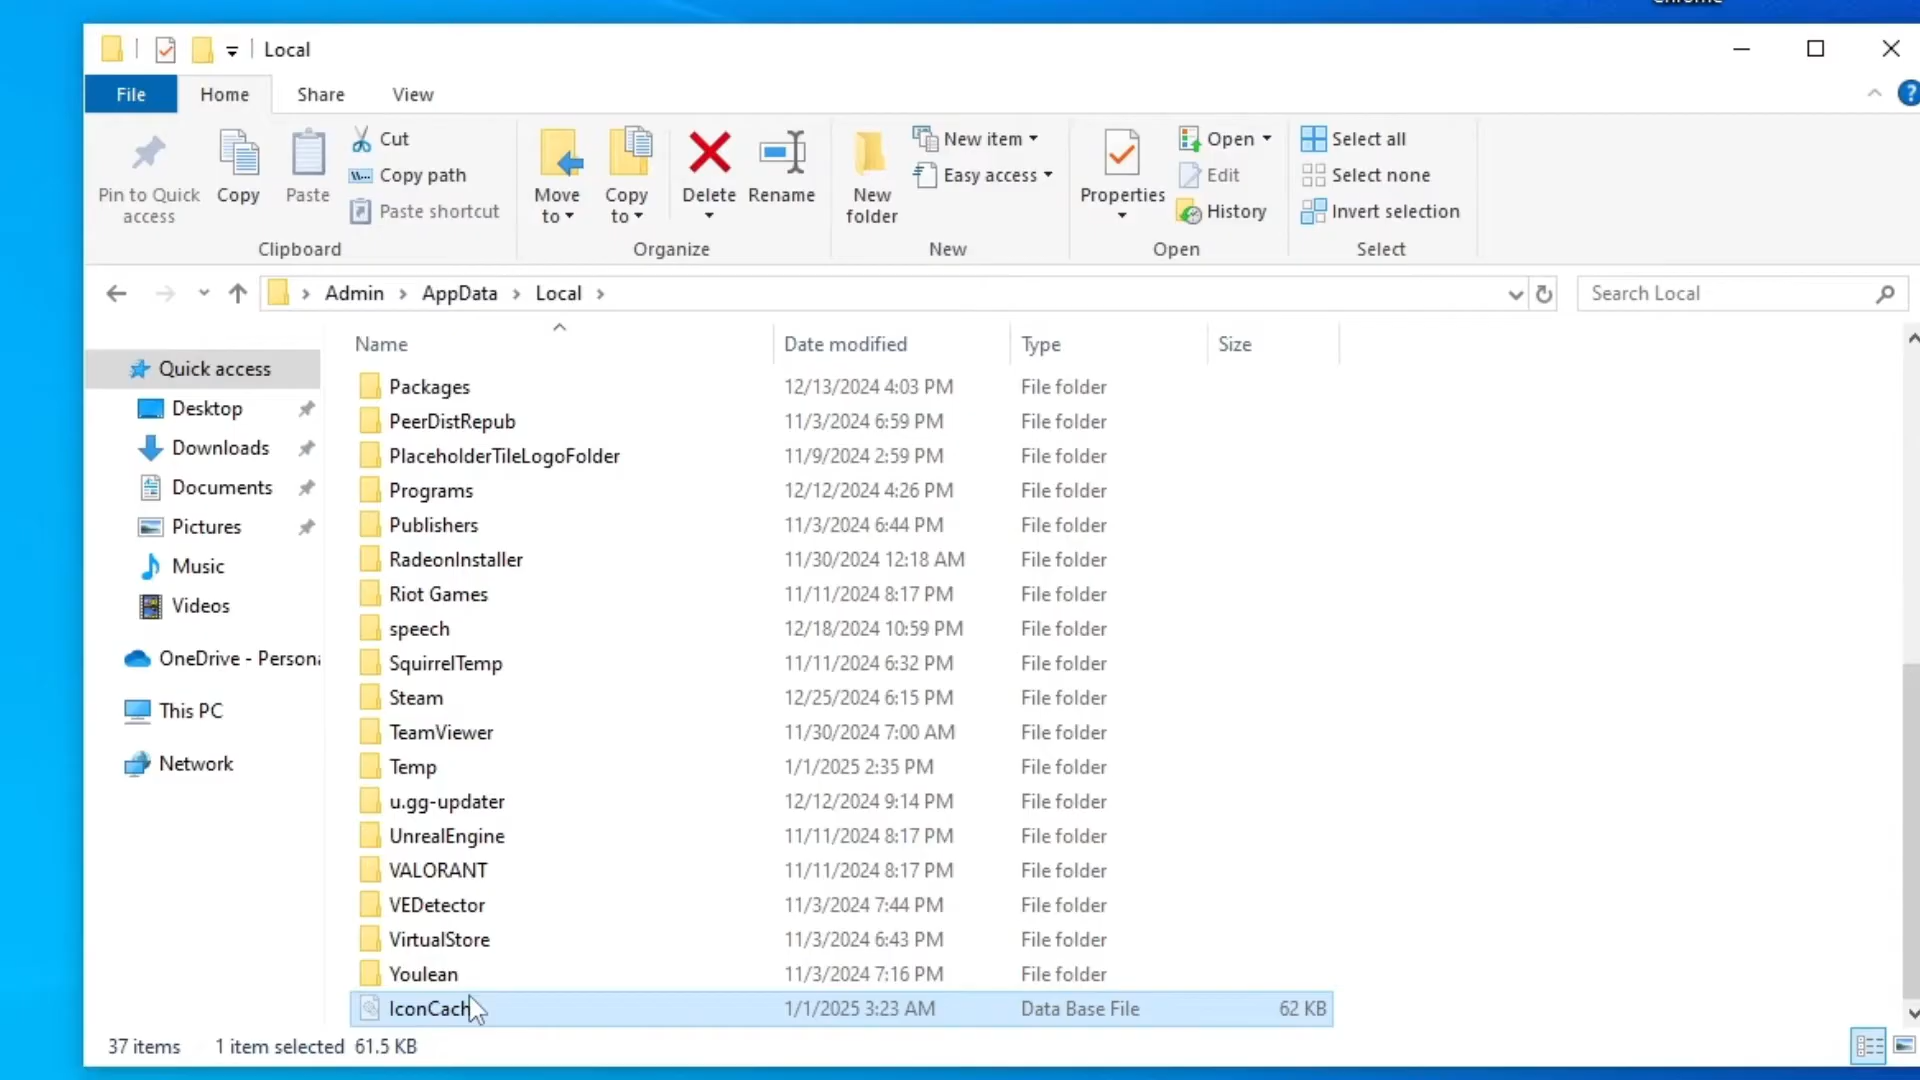 Local
File Home Share View
Pin to Quick access
Copy
Paste
Cut
Copy path
Paste shortcut
Clipboard
Move to
Copy to
Delete
Rename
Organize
New folder
New item
Easy access
New
Properties
Open
Edit
History
Open
Select all
Select none
Invert selection
Select
Admin AppData Local
Search Local
Quick access
Desktop
Downloads
Documents
Pictures
Music
Videos
OneDrive - Persona
This PC
Network
Name Date modified Type Size
Packages 12/13/2024 4:03 PM File folder
PeerDistRepub 11/3/2024 6:59 PM File folder
PlaceholderTileLogoFolder 11/9/2024 2:59 PM File folder
Programs 12/12/2024 4:26 PM File folder
Publishers 11/3/2024 6:44 PM File folder
RadeonInstaller 11/30/2024 12:18 AM File folder
Riot Games 11/11/2024 8:17 PM File folder
speech 12/18/2024 10:59 PM File folder
SquirrelTemp 11/11/2024 6:32 PM File folder
Steam 12/25/2024 6:15 PM File folder
TeamViewer 11/30/2024 7:00 AM File folder
Temp 1/1/2025 2:35 PM File folder
u.gg-updater 12/12/2024 9:14 PM File folder
UnrealEngine 11/11/2024 8:17 PM File folder
VALORANT 11/11/2024 8:17 PM File folder
VEDetector 11/3/2024 7:44 PM File folder
VirtualStore 11/3/2024 6:43 PM File folder
Youlean 11/3/2024 7:16 PM File folder
IconCach 1/1/2025 3:23 AM Data Base File 62 KB
37 items 1 item selected 61.5 KB